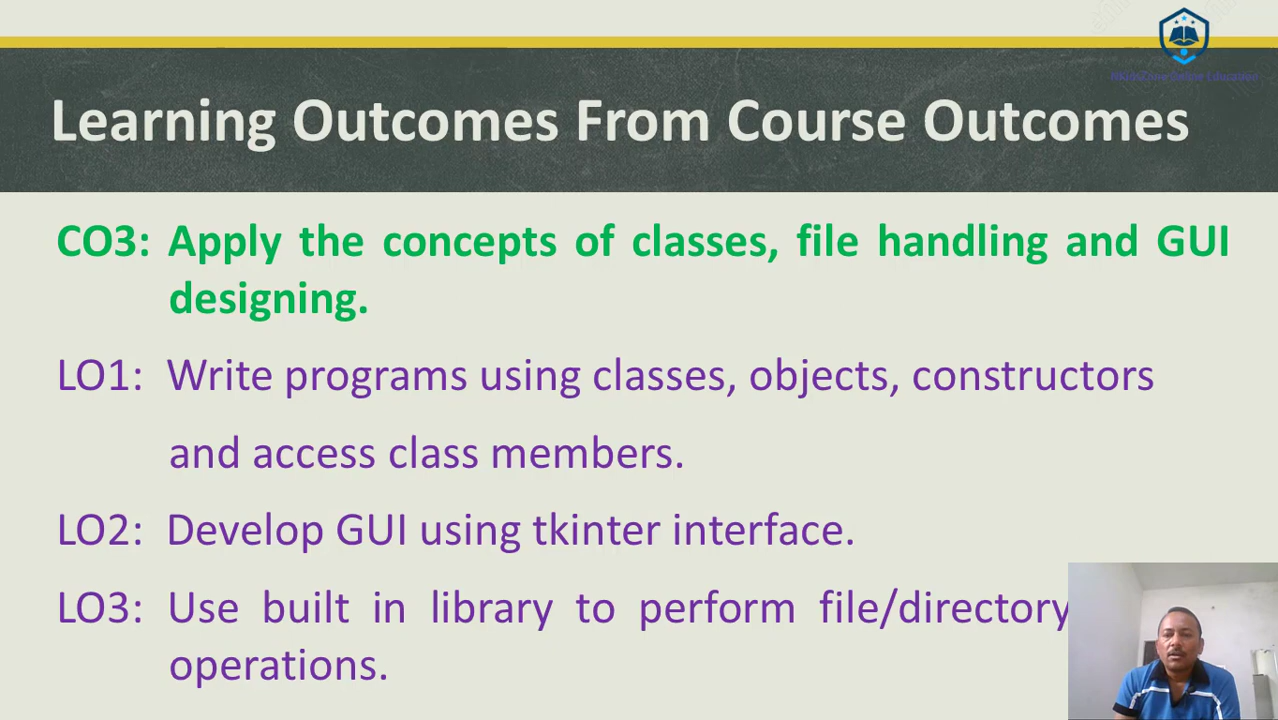 Learning Outcomes From Course Outcomes
CO3: Apply the concepts of classes, file handling and GUI
designing.
LO1: Write programs using classes, objects, constructors
and access class members.
LO2: Develop GUI using tkinter interface.
LO3: Use built in library to perform file/directory
operations.